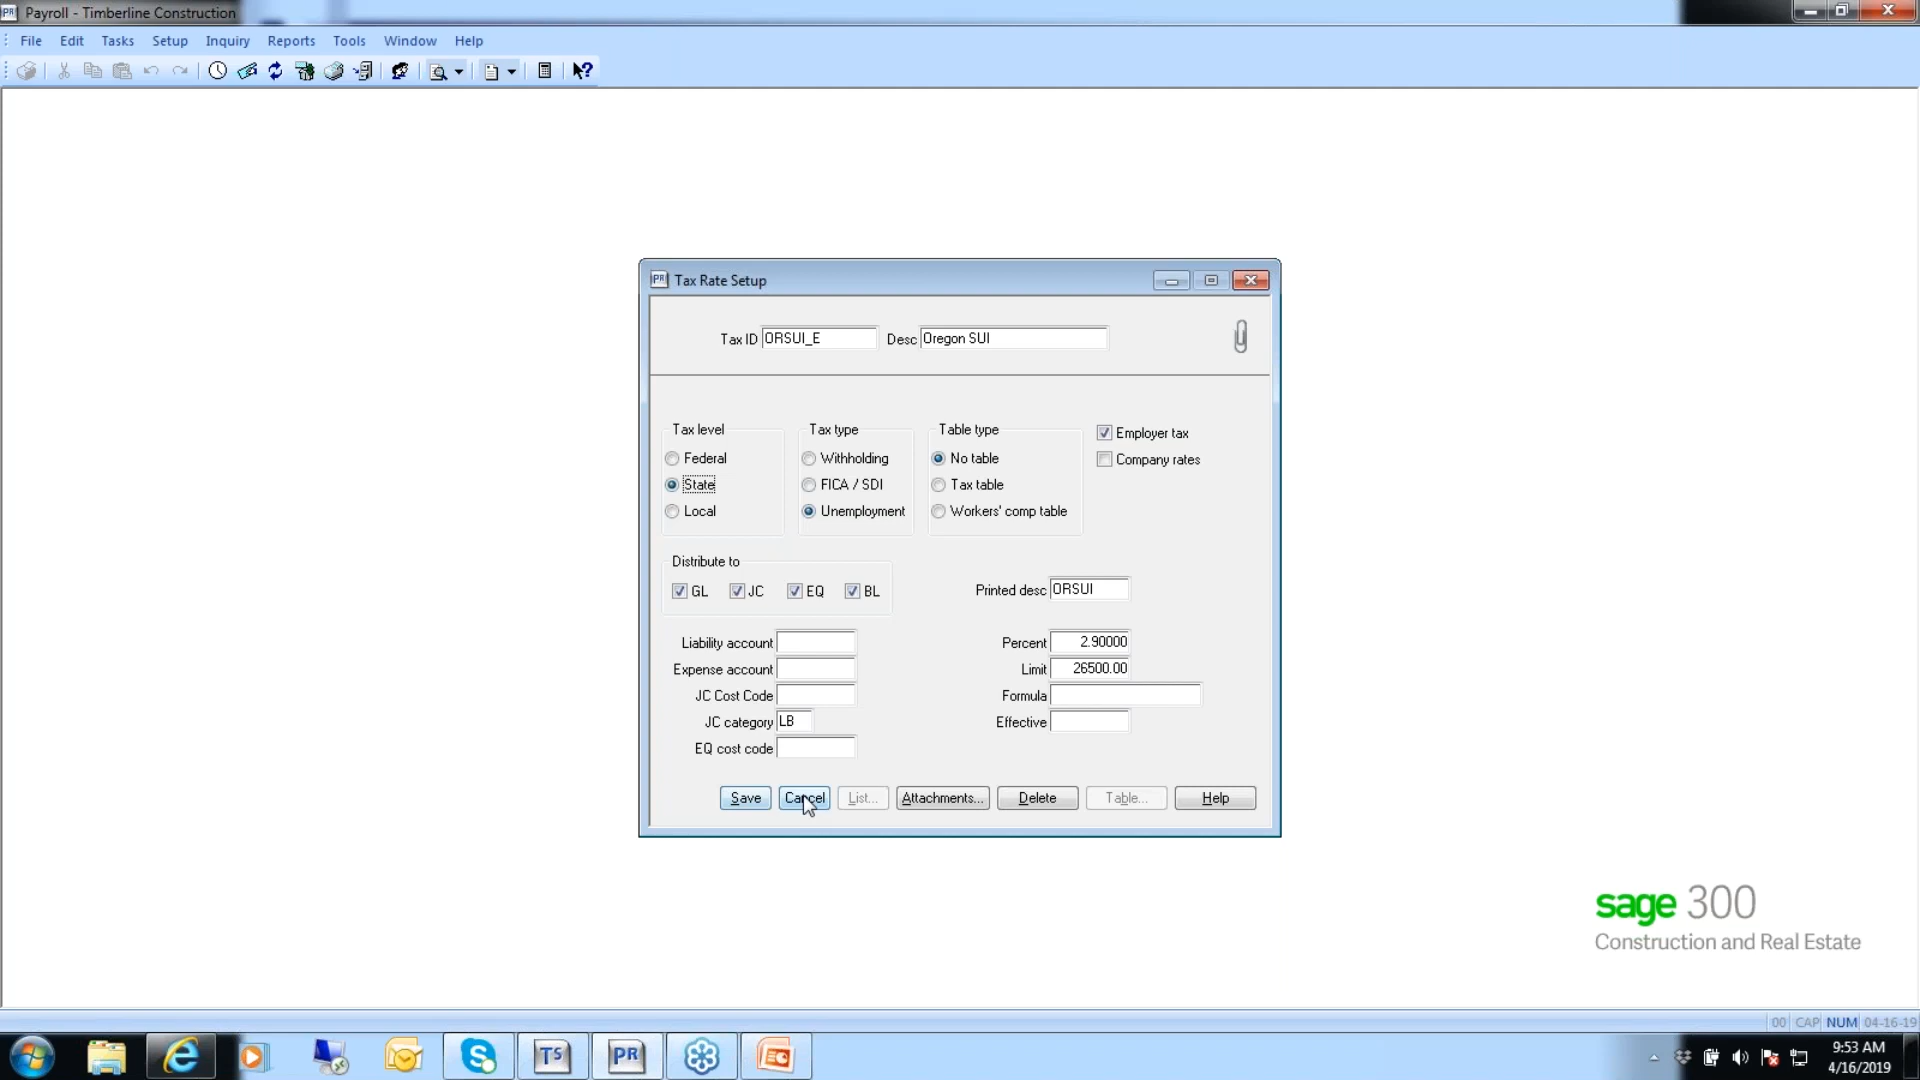 Payroll - Timberline Construction
File Edit Tasks Setup Inquiry Reports Tools Window Help
Tax Rate Setup
Tax ID ORSUI_E Desc Oregon SUI
Tax level Tax type Table type Employer tax
Federal Withholding No table Company rates
State FICA / SDI Tax table
Local Unemployment Workers' comp table
Distribute to
GL JC EQ BL Printed desc ORSUI
Liability account Percent 2.90000
Expense account Limit 26500.00
JC Cost Code Formula
JC category LB Effective
EQ cost code
Save Cancel List... Attachments... Delete Table... Help
sage 300
Construction and Real Estate
00 CAP NUM 04-16-19
TS PR
9:53 AM
4/16/2019